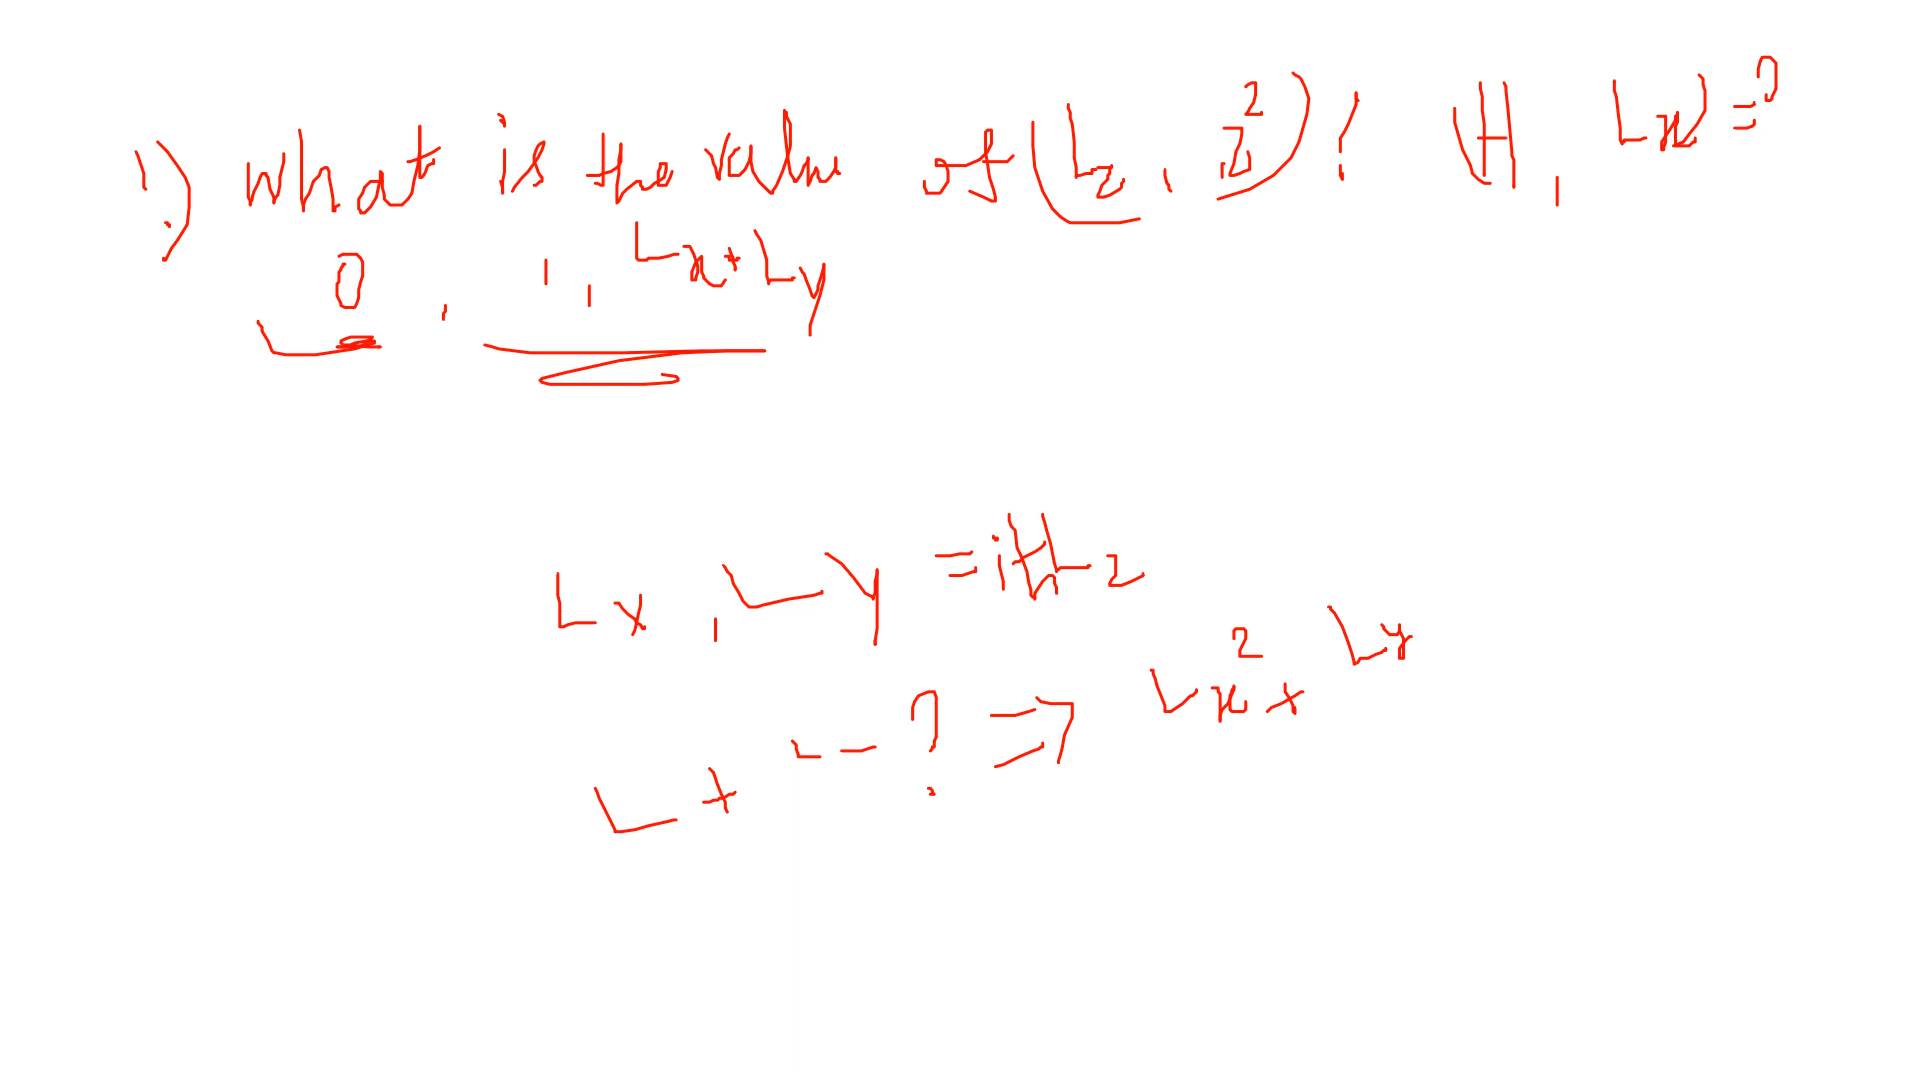 1.) what is the value of (Lz, z²)? (H, Lx) = ?
0, 1, Lx + Ly
Lx, Ly = iħLz
L+ L- = ? ⇒ Lx² + Ly